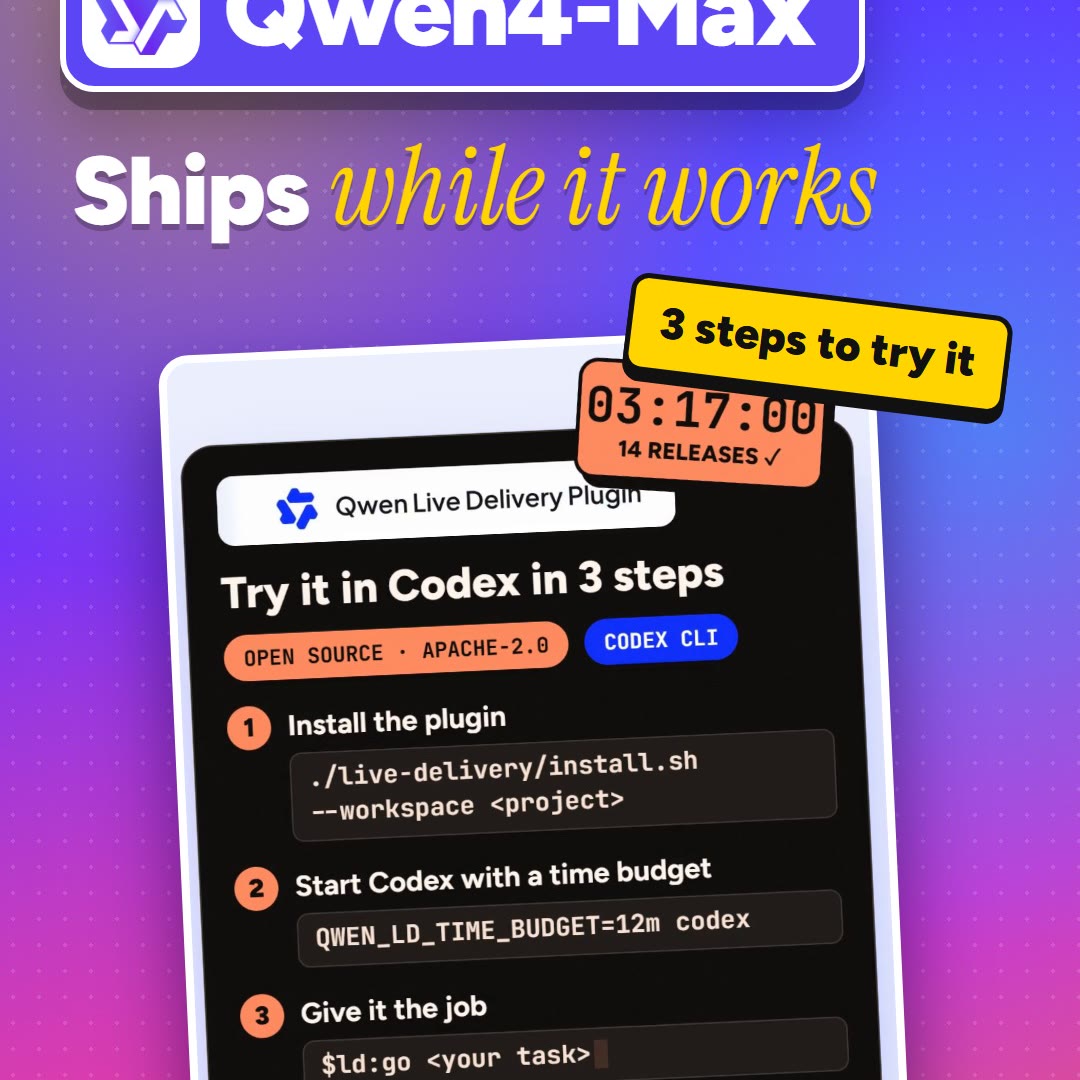 Qwen4-Max
Ships while it works
3 steps to try it
03:17:00
14 RELEASES ✓
Qwen Live Delivery Plugin
Try it in Codex in 3 steps
OPEN SOURCE · APACHE-2.0
CODEX CLI
1 Install the plugin
./live-delivery/install.sh
--workspace <project>
2 Start Codex with a time budget
QWEN_LD_TIME_BUDGET=12m codex
3 Give it the job
$ld:go <your task>